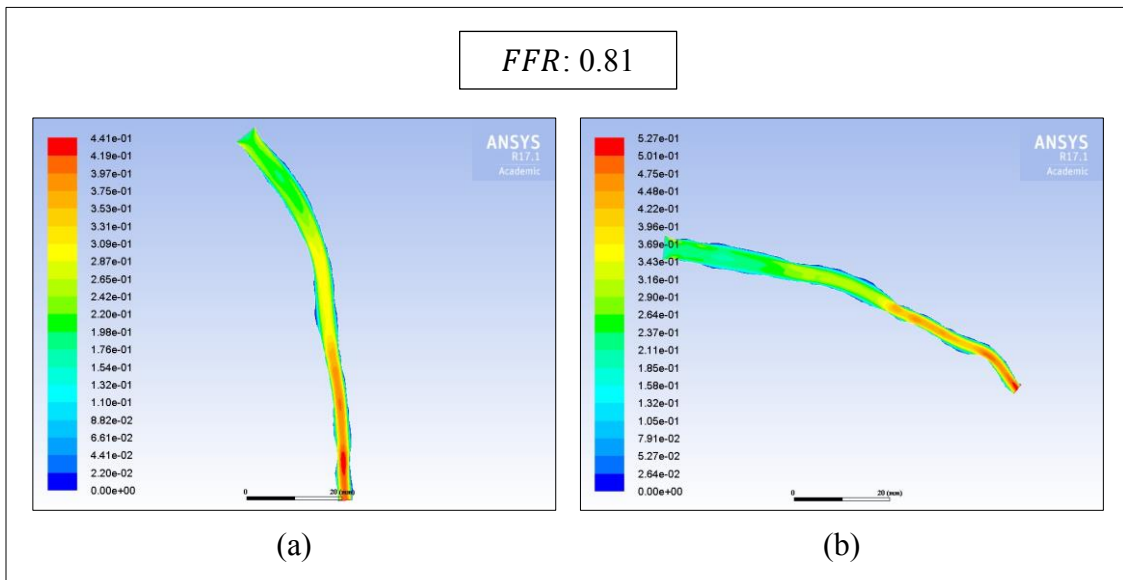 FFR: 0.81
4.41e-01
4.19e-01
3.97e-01
3.75e-01
3.53e-01
3.31e-01
3.09e-01
2.87e-01
2.65e-01
2.42e-01
2.20e-01
1.98e-01
1.76e-01
1.54e-01
1.32e-01
1.10e-01
8.82e-02
6.61e-02
4.41e-02
2.20e-02
0.00e+00
ANSYS
R17.1
Academic
0 20 (mm)
5.27e-01
5.01e-01
4.75e-01
4.48e-01
4.22e-01
3.96e-01
3.69e-01
3.43e-01
3.16e-01
2.90e-01
2.64e-01
2.37e-01
2.11e-01
1.85e-01
1.58e-01
1.32e-01
1.05e-01
7.91e-02
5.27e-02
2.64e-02
0.00e+00
ANSYS
R17.1
Academic
0 20 (mm)
(a) (b)